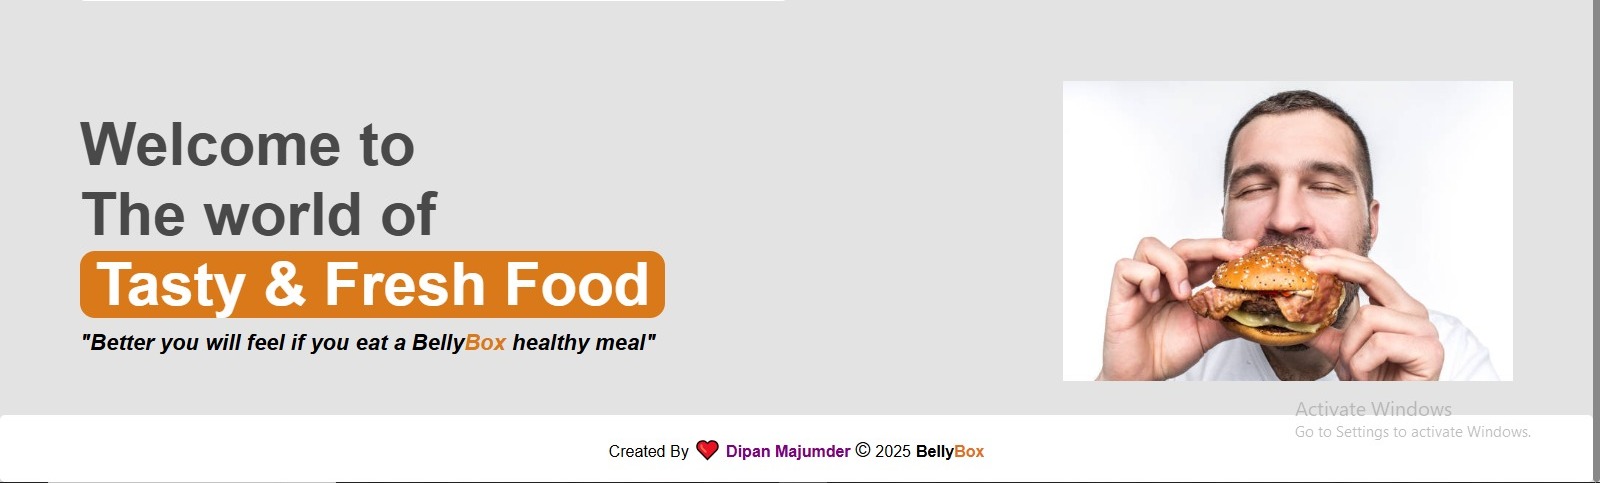 Welcome to
The world of
Tasty & Fresh Food
"Better you will feel if you eat a BellyBox healthy meal"
Activate Windows
Go to Settings to activate Windows.
Created By ❤️ Dipan Majumder © 2025 BellyBox